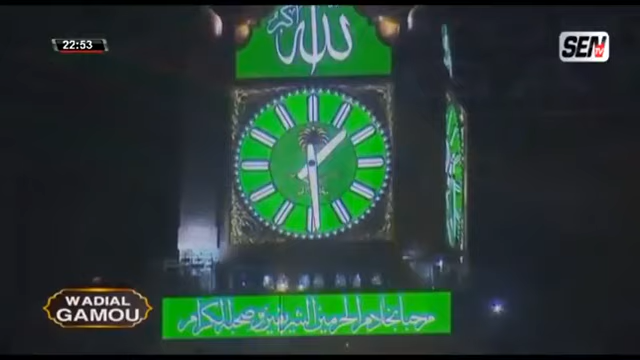 22:53
SEN
TV
الله أكبر
مرحبا بخادم الحرمين الشريفين وصحبه الكرام
WADIAL
GAMOU